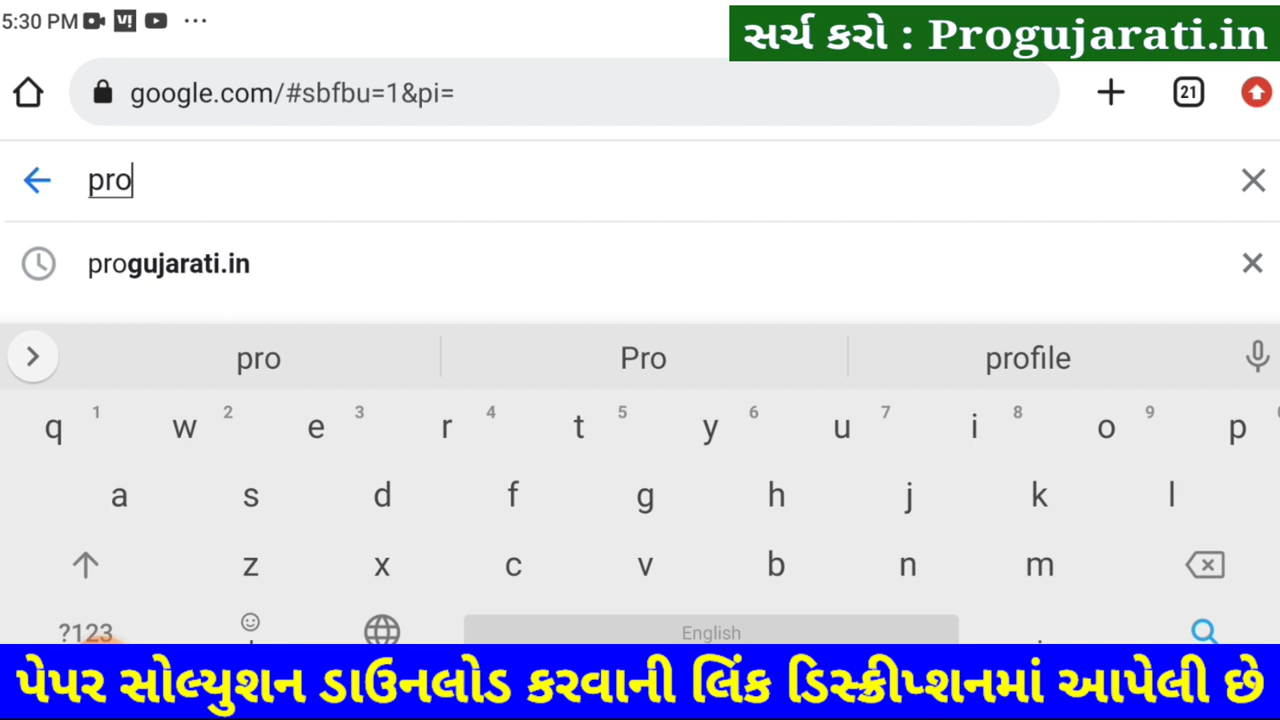 5:30 PM
સર્ચ કરો : Progujarati.in
google.com/#sbfbu=1&pi=
21
pro
progujarati.in
pro Pro profile
q 1 w 2 e 3 r 4 t 5 y 6 u 7 i 8 o 9 p
a s d f g h j k l
z x c v b n m
?123 English
પેપર સોલ્યુશન ડાઉનલોડ કરવાની લિંક ડિસ્ક્રીપ્શનમાં આપેલી છે